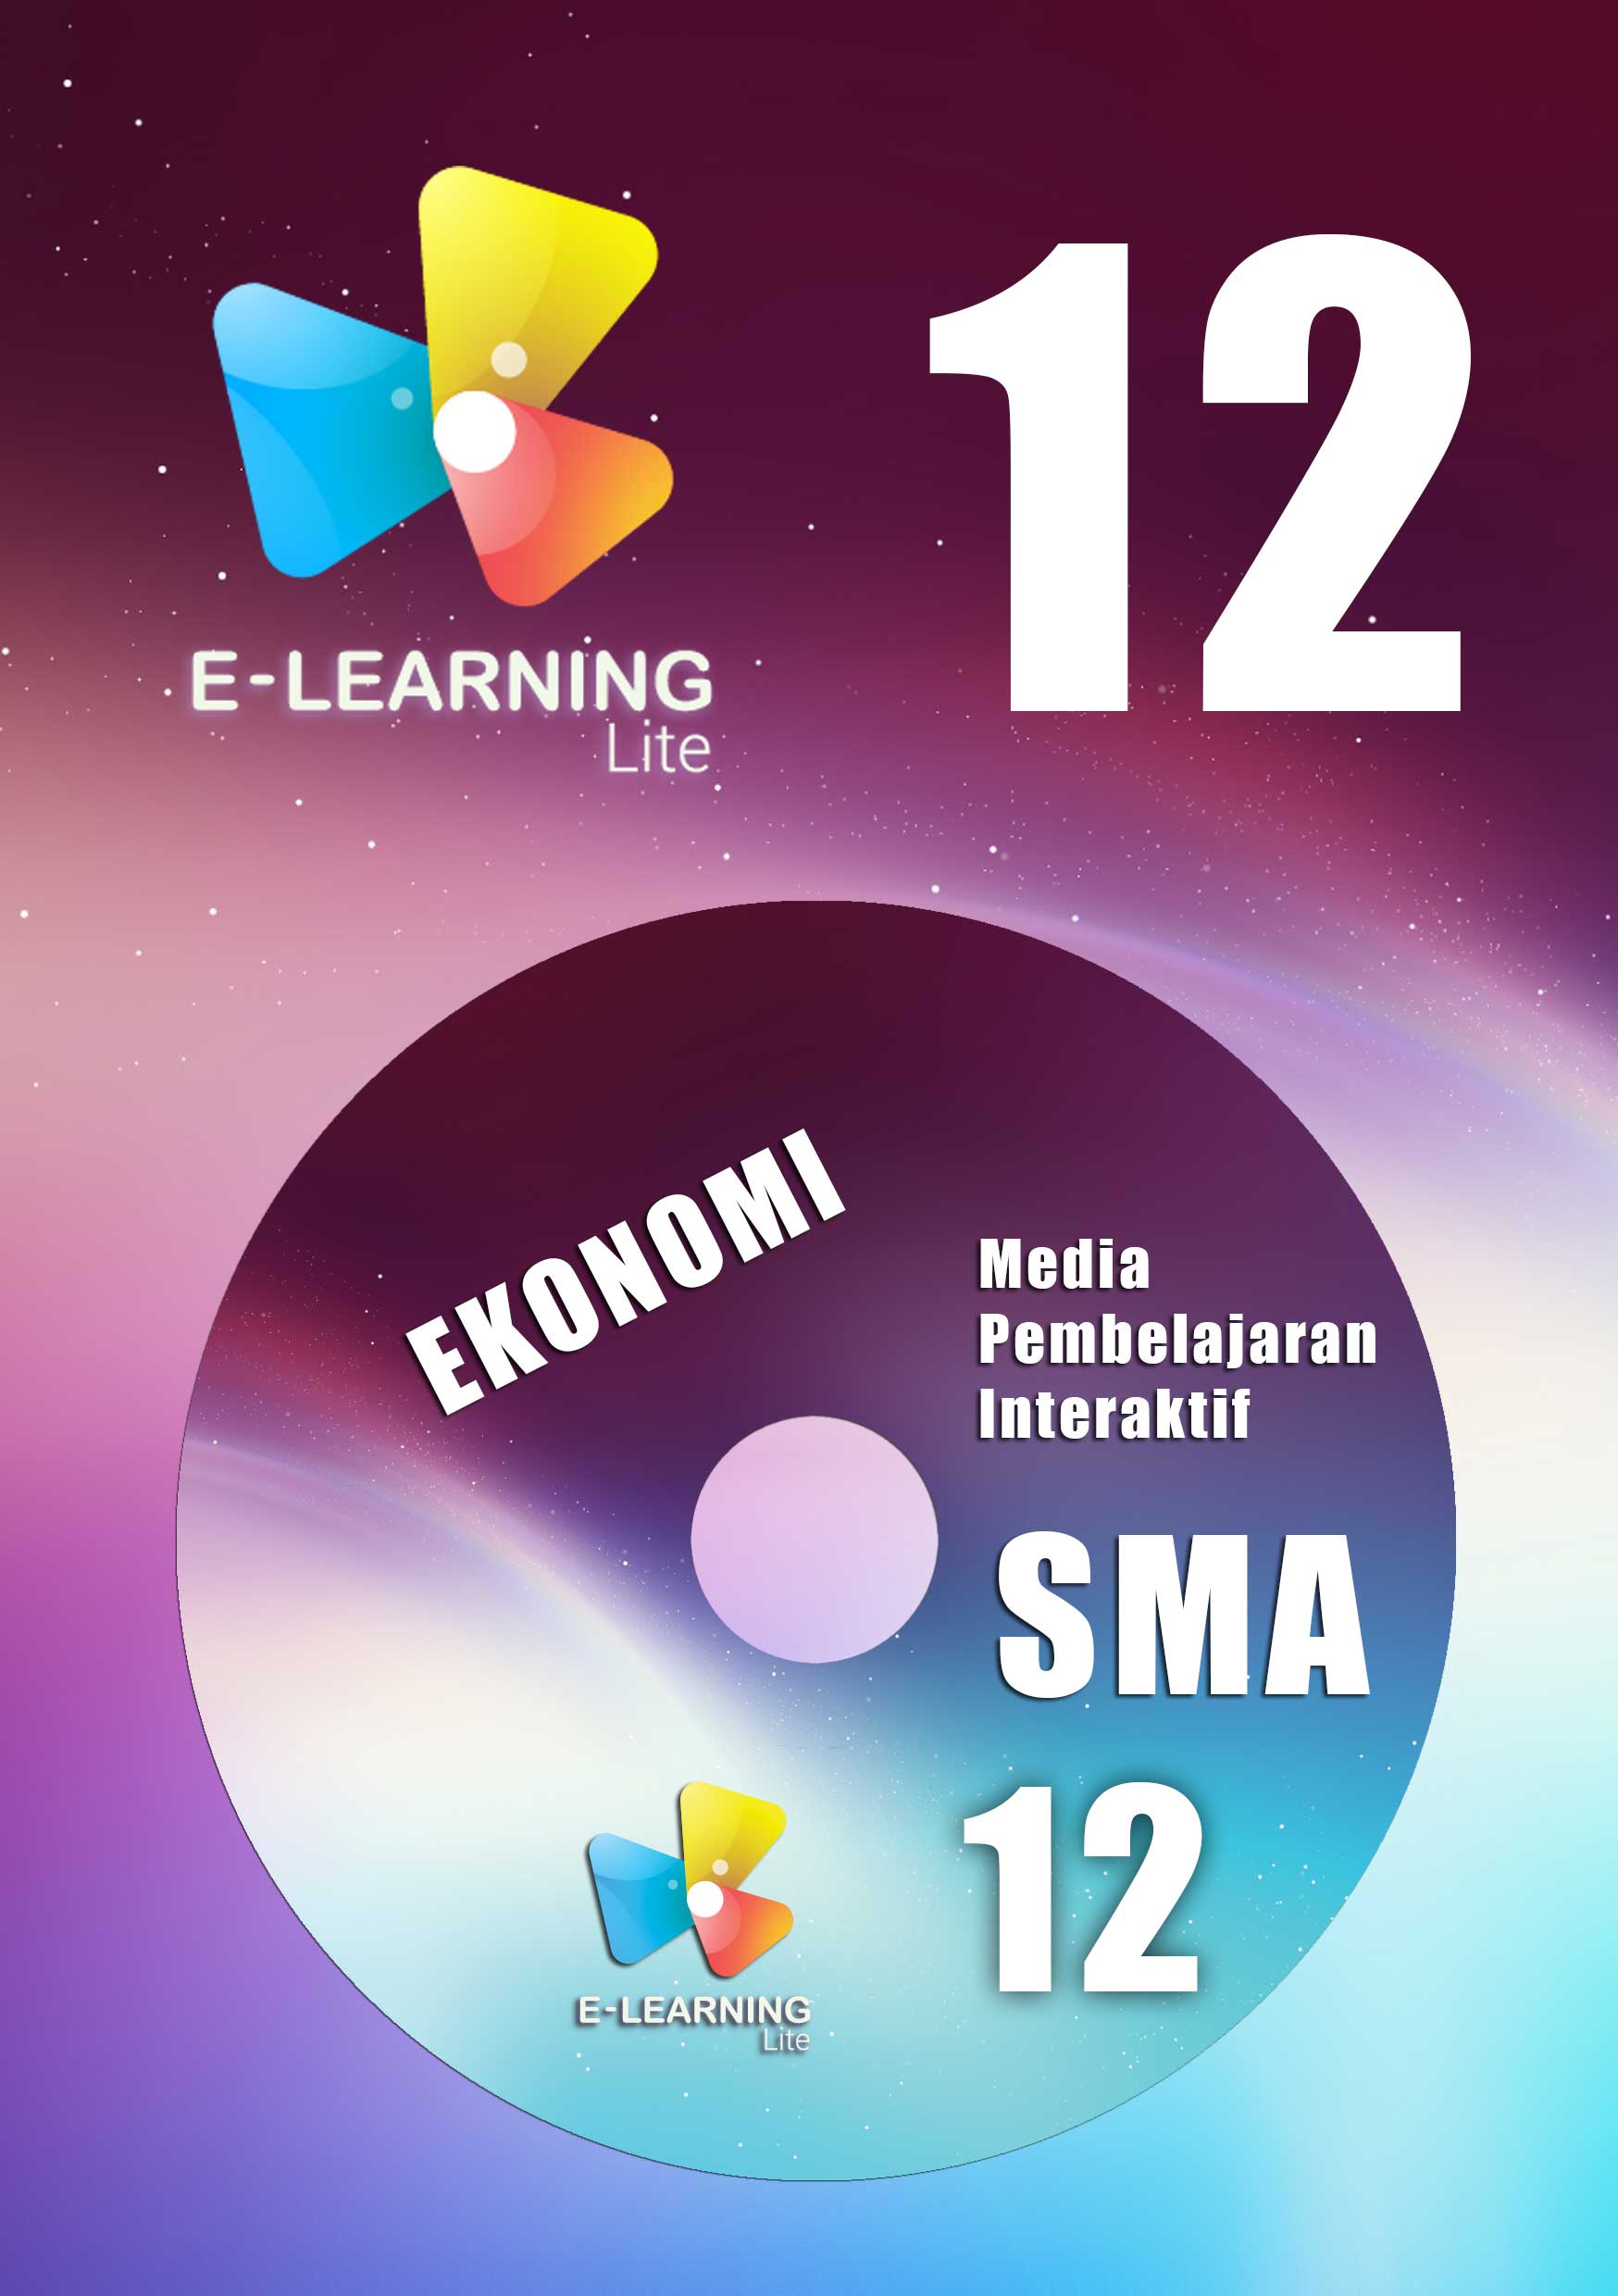 12
E-LEARNING
Lite
EKONOMI
Media
Pembelajaran
Interaktif
SMA
12
E-LEARNING
Lite